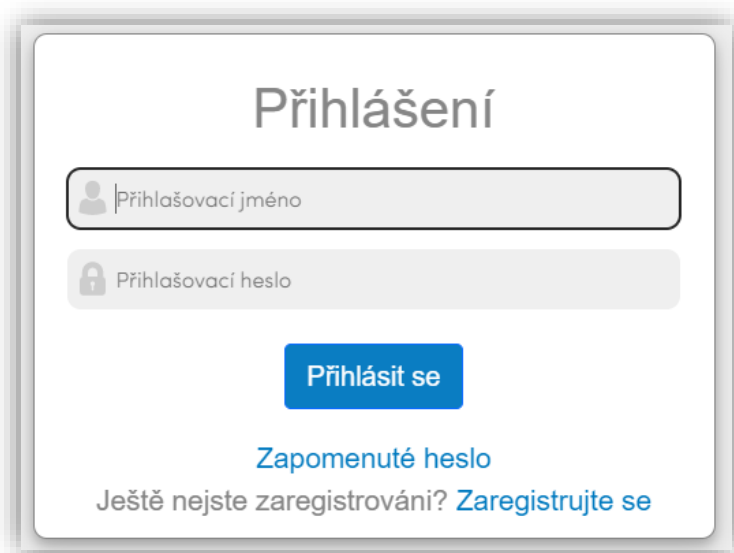 Přihlášení
Přihlašovací jméno
Přihlašovací heslo
Přihlásit se
Zapomenuté heslo
Ještě nejste zaregistrováni? Zaregistrujte se